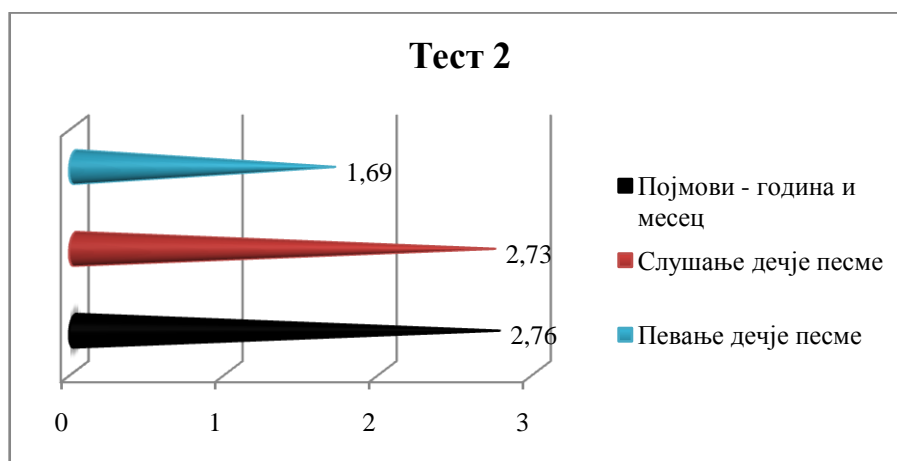 Тест 2
1,69
2,73
2,76
0 1 2 3
Појмови - година и
месец
Слушање дечје песме
Певање дечје песме